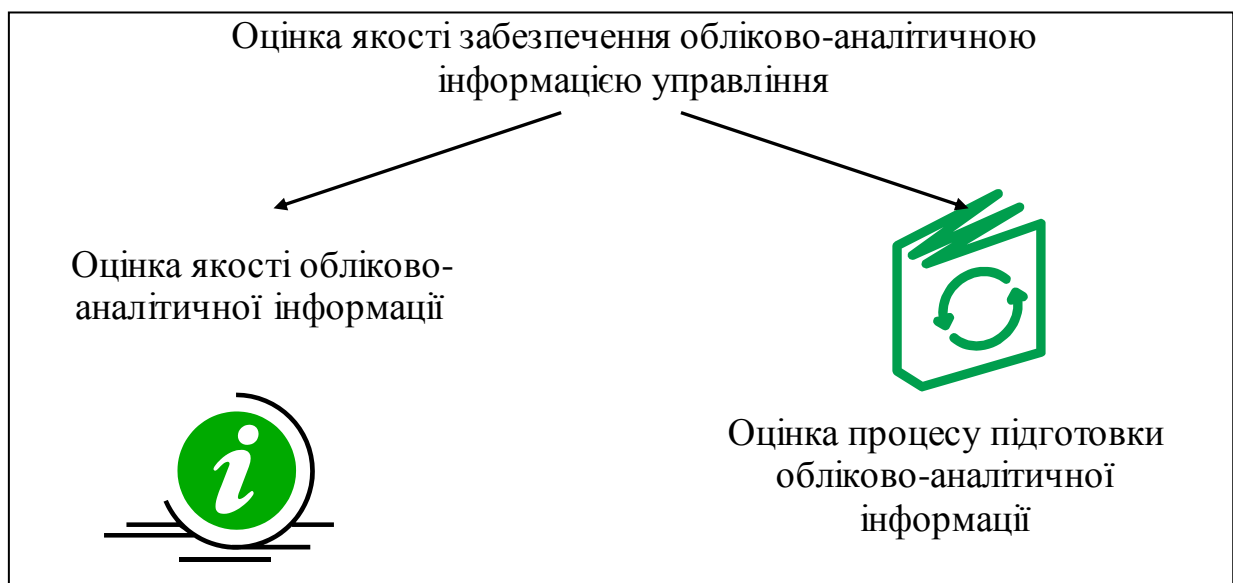 Оцінка якості забезпечення обліково-аналітичною
інформацією управління
Оцінка якості обліково-
аналітичної інформації
Оцінка процесу підготовки
обліково-аналітичної
інформації